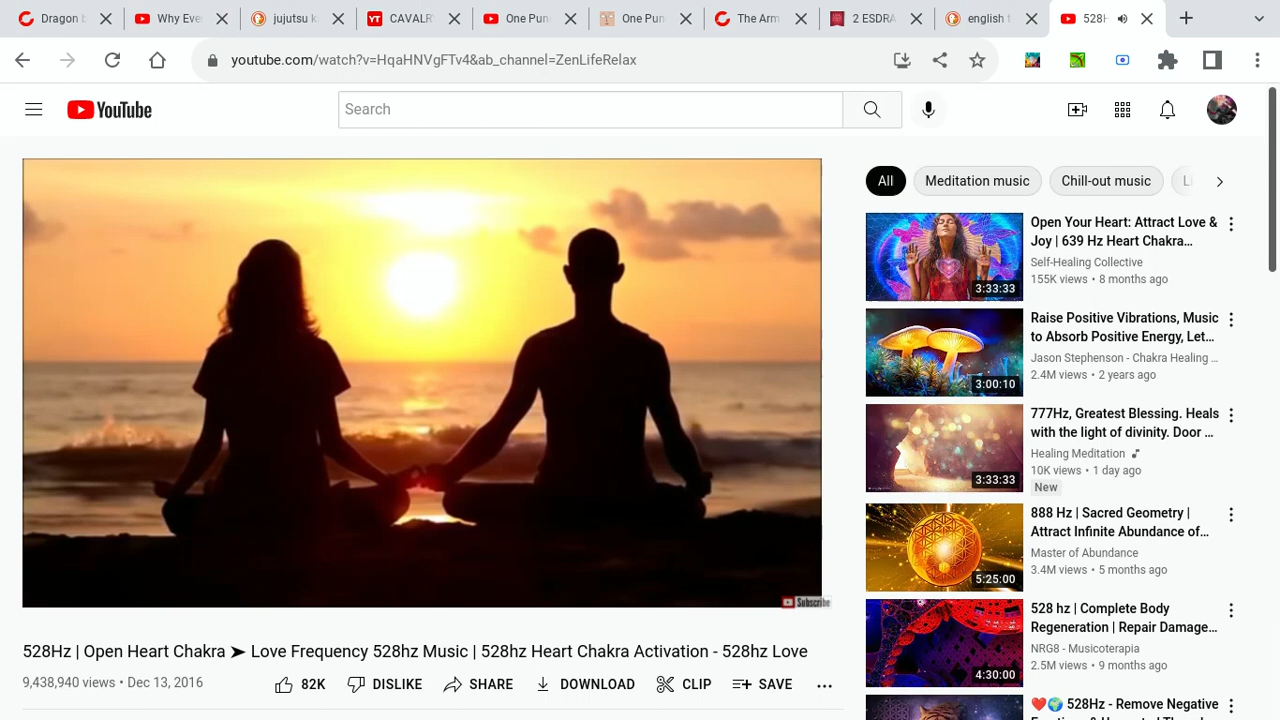 Dragon b
Why Eve
jujutsu k
CAVALR
One Pun
One Pun
The Arm
2 ESDRA
english t
528H
youtube.com/watch?v=HqaHNVgFTv4&ab_channel=ZenLifeRelax
YouTube
Search
All
Meditation music
Chill-out music
Li
Open Your Heart: Attract Love &
Joy | 639 Hz Heart Chakra…
Self-Healing Collective
155K views • 8 months ago
3:33:33
Raise Positive Vibrations, Music
to Absorb Positive Energy, Let…
Jason Stephenson - Chakra Healing …
2.4M views • 2 years ago
3:00:10
777Hz, Greatest Blessing. Heals
with the light of divinity. Door …
Healing Meditation
10K views • 1 day ago
New
3:33:33
888 Hz | Sacred Geometry |
Attract Infinite Abundance of…
Master of Abundance
3.4M views • 5 months ago
5:25:00
528 hz | Complete Body
Regeneration | Repair Damage…
NRG8 - Musicoterapia
2.5M views • 9 months ago
4:30:00
❤️🌍 528Hz - Remove Negative
Subscribe
528Hz | Open Heart Chakra ➤ Love Frequency 528hz Music | 528hz Heart Chakra Activation - 528hz Love
9,438,940 views • Dec 13, 2016
DISLIKE
SHARE
DOWNLOAD
CLIP
SAVE